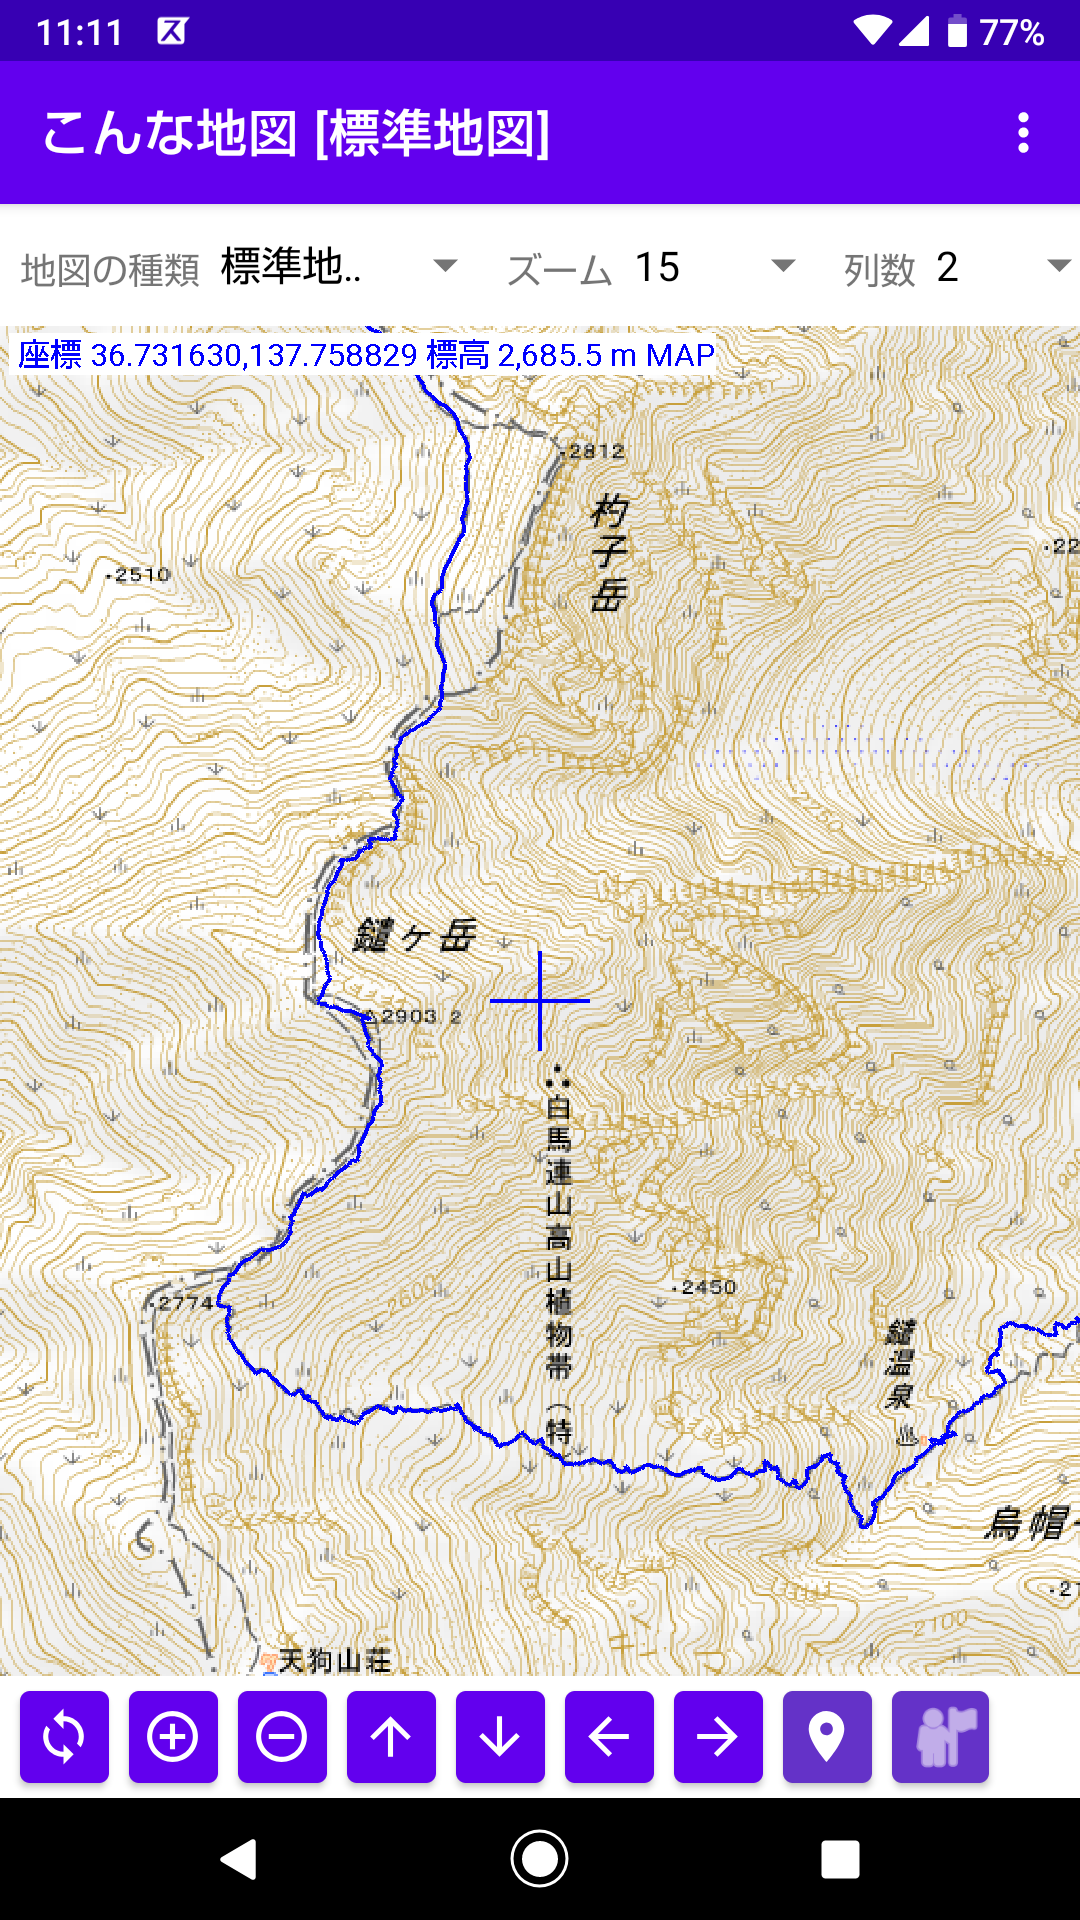 11:11
77%
こんな地図 [標準地図]
地図の種類 標準地.. ズーム 15 列数 2
座標 36.731630,137.758829 標高 2,685.5 m MAP
2812
杓子岳
2510
22
鑓ヶ岳
2903.2
白馬連山高山植物帯（特
2600
2774
2450
鑓温泉
烏帽
21
2100
天狗山荘